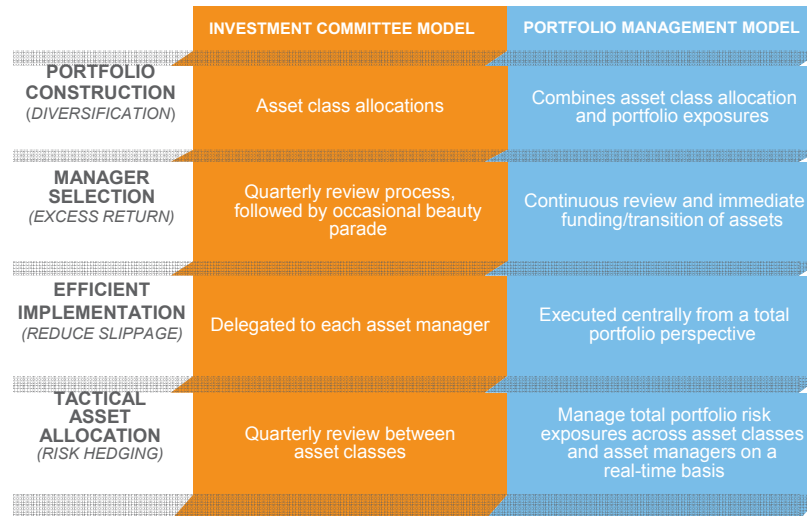 INVESTMENT COMMITTEE MODEL
PORTFOLIO MANAGEMENT MODEL
PORTFOLIO
CONSTRUCTION
(DIVERSIFICATION)
Asset class allocations
Combines asset class allocation
and portfolio exposures
MANAGER
SELECTION
(EXCESS RETURN)
Quarterly review process,
followed by occasional beauty
parade
Continuous review and immediate
funding/transition of assets
EFFICIENT
IMPLEMENTATION
(REDUCE SLIPPAGE)
Delegated to each asset manager
Executed centrally from a total
portfolio perspective
TACTICAL
ASSET
ALLOCATION
(RISK HEDGING)
Quarterly review between
asset classes
Manage total portfolio risk
exposures across asset classes
and asset managers on a
real-time basis